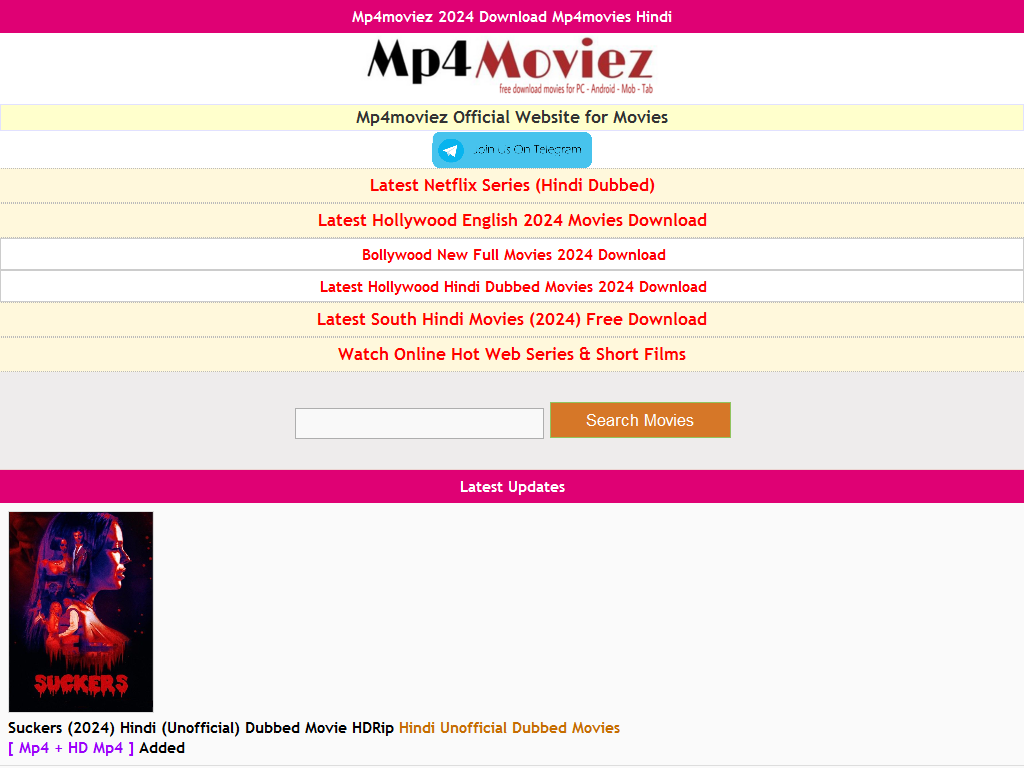 Mp4moviez 2024 Download Mp4movies Hindi
Mp4Moviez
free download movies for PC - Android - Mob - Tab
Mp4moviez Official Website for Movies
Join Us On Telegram
Latest Netflix Series (Hindi Dubbed)
Latest Hollywood English 2024 Movies Download
Bollywood New Full Movies 2024 Download
Latest Hollywood Hindi Dubbed Movies 2024 Download
Latest South Hindi Movies (2024) Free Download
Watch Online Hot Web Series & Short Films
Search Movies
Latest Updates
SUCKERS
Suckers (2024) Hindi (Unofficial) Dubbed Movie HDRip Hindi Unofficial Dubbed Movies
[ Mp4 + HD Mp4 ] Added